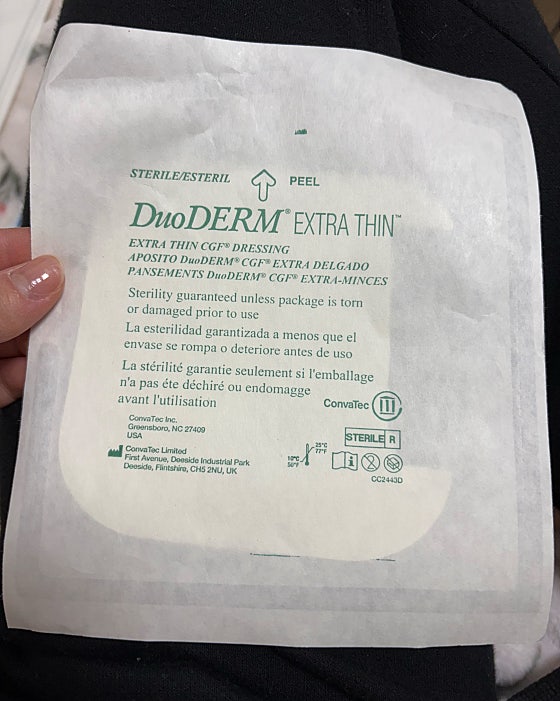 STERILE/ESTERIL
PEEL
DuoDERM® EXTRA THIN™
EXTRA THIN CGF® DRESSING
APOSITO DuoDERM® CGF® EXTRA DELGADO
PANSEMENTS DuoDERM® CGF® EXTRA-MINCES
Sterility guaranteed unless package is torn
or damaged prior to use
La esterilidad garantizada a menos que el
envase se rompa o deteriore antes de uso
La stérilité garantie seulement si l'emballage
n'a pas éte déchiré ou endomagge
avant l'utilisation
ConvaTec
ConvaTec Inc.
Greensboro, NC 27409
USA
ConvaTec Limited
First Avenue, Deeside Industrial Park
Deeside, Flintshire, CH5 2NU, UK
STERILE R
25°C
77°F
10°C
50°F
i
2
CC2443D